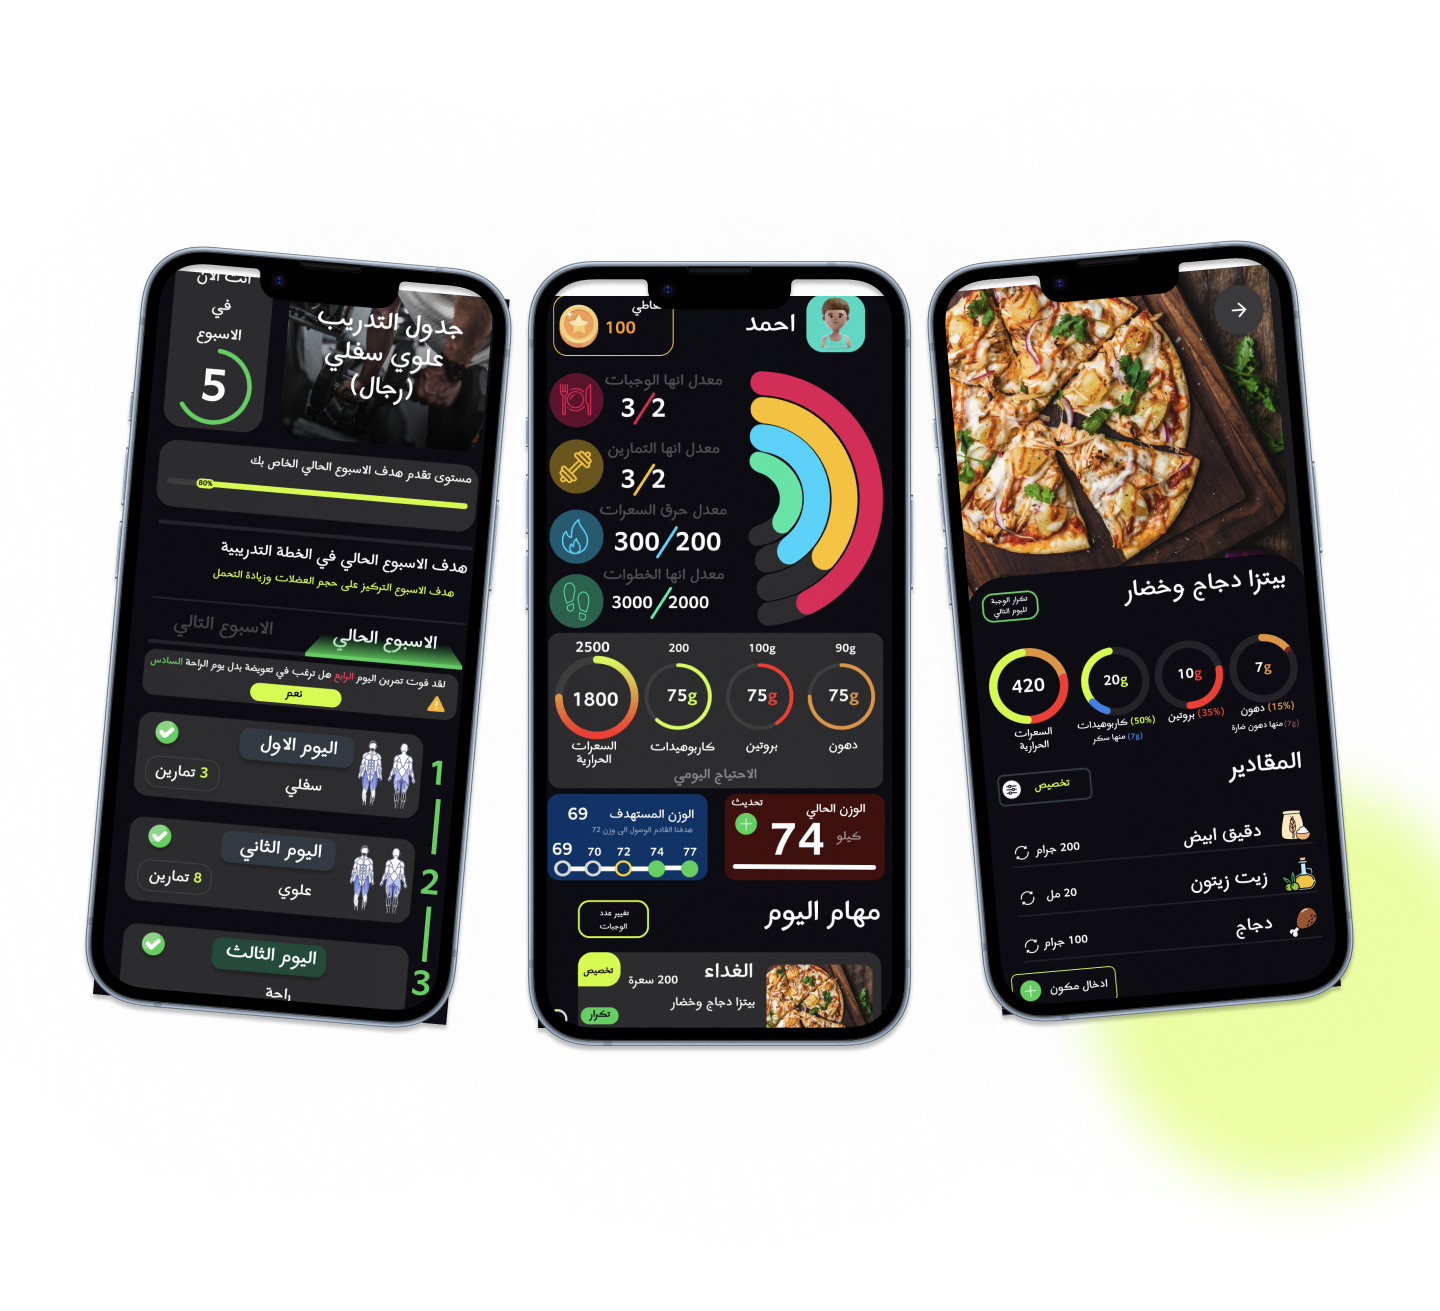 انت الان
في
الاسبوع
5
جدول التدريب
علوي سفلي
(رجال)
مستوى تقدم هدف الاسبوع الحالي الخاص بك
80%
هدف الاسبوع الحالي في الخطة التدريبية
هدف الاسبوع التركيز على حجم العضلات وزيادة التحمل
الاسبوع الحالي
الاسبوع التالي
لقد فوت تمرين اليوم الرابع هل ترغب في تعويضة بدل يوم الراحة السادس
نعم
اليوم الاول
سفلي
3 تمارين
1
اليوم الثاني
علوي
8 تمارين
2
اليوم الثالث
راحة
3
احمد
100
معدل انها الوجبات
3/2
معدل انها التمارين
3/2
معدل حرق السعرات
300/200
معدل انها الخطوات
3000/2000
2500
1800
السعرات
الحرارية
200
75g
كاربوهيدات
100g
75g
بروتين
90g
75g
دهون
الاحتياج اليومي
الوزن المستهدف 69
هدفنا القادم الوصول الى وزن 72
69 70 72 74 77
الوزن الحالي
تحديث
74 كيلو
مهام اليوم
تغيير عدد
الوجبات
الغداء
200 سعرة
تخصيص
بيتزا دجاج وخضار
تكرار
بيتزا دجاج وخضار
تكرار الوجبة
لليوم التالي
420
السعرات
الحرارية
20g
كاربوهيدات (50%)
منها سكر (7g)
10g
بروتين (35%)
7g
دهون (15%)
منها دهون ضارة (7g)
المقادير
تخصيص
دقيق ابيض
200 جرام
زيت زيتون
20 مل
دجاج
100 جرام
ادخال مكون